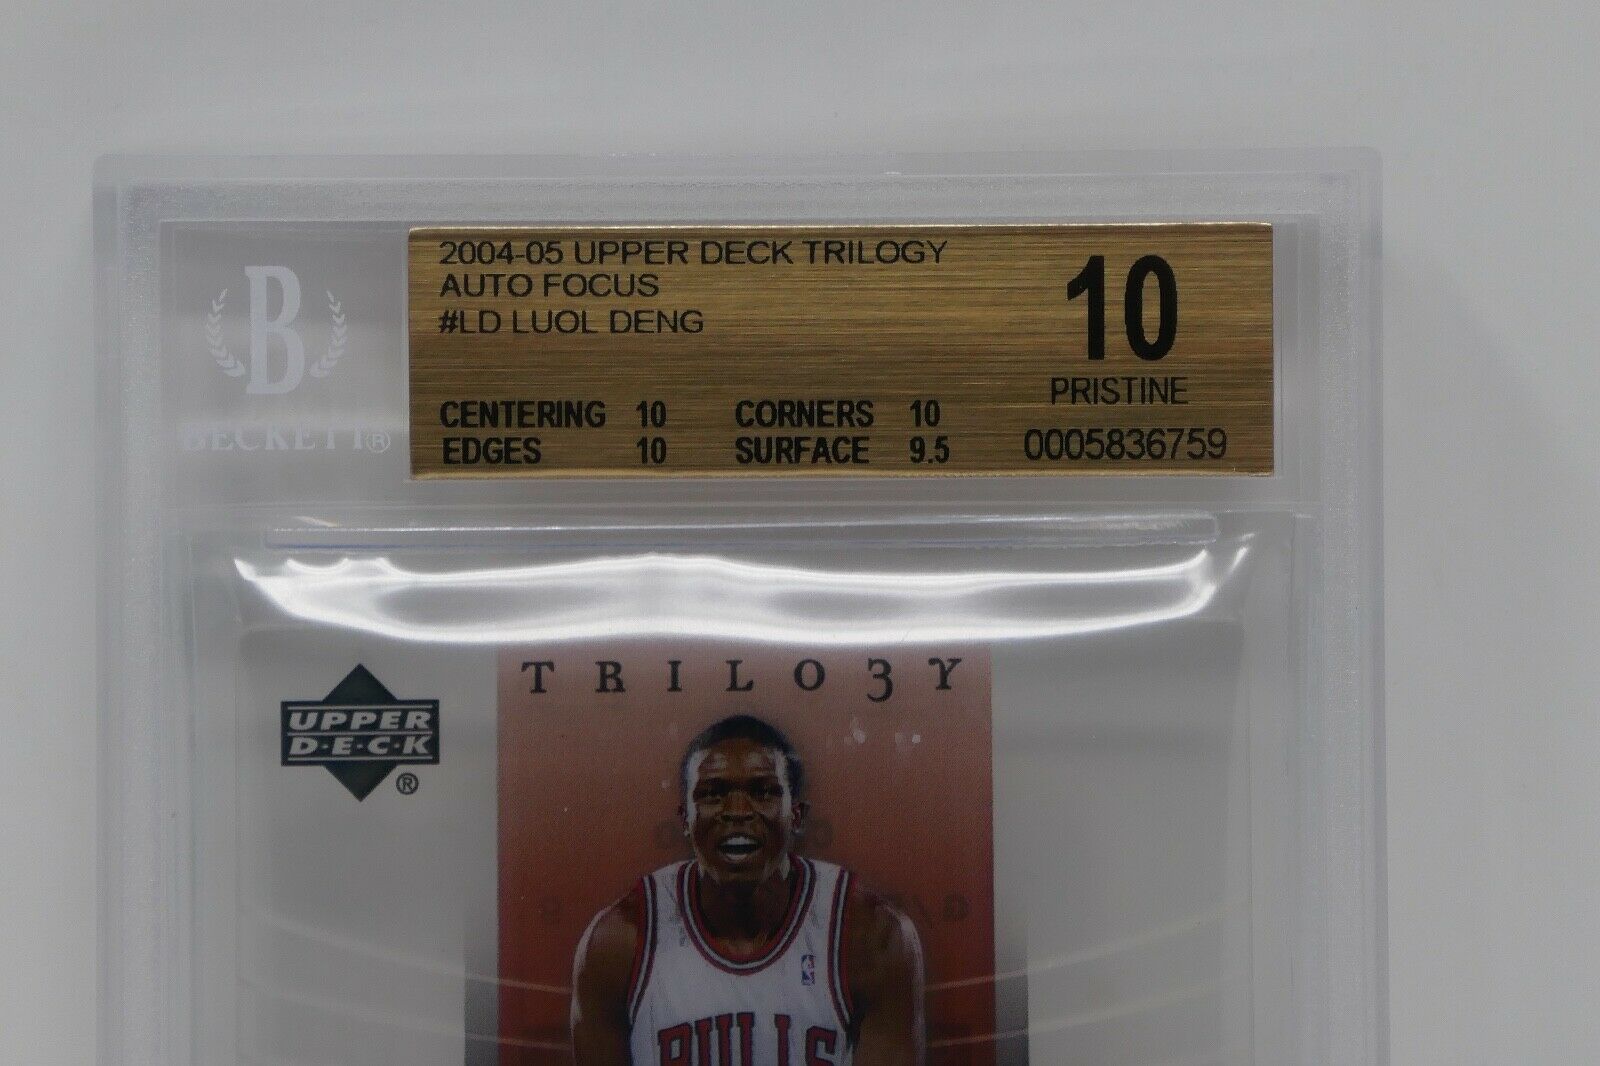 2004-05 UPPER DECK TRILOGY
AUTO FOCUS
#LD LUOL DENG
10
PRISTINE
CENTERING 10 CORNERS 10
EDGES 10 SURFACE 9.5
0005836759
B
BECKETT®
TRILO3Y
UPPER
D·E·C·K
®
BULLS